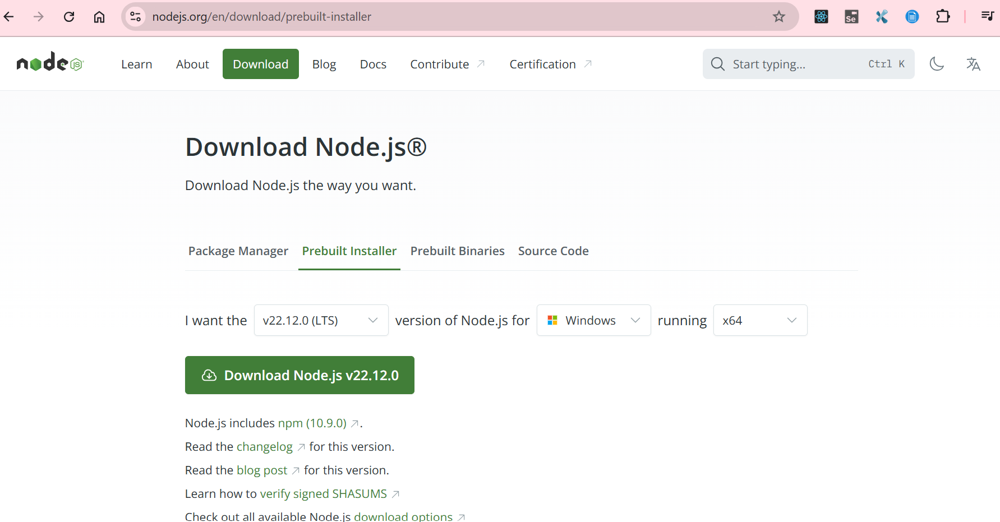 nodejs.org/en/download/prebuilt-installer
Se
node js
Learn About Download Blog Docs Contribute Certification Start typing... Ctrl K
Download Node.js®
Download Node.js the way you want.
Package Manager Prebuilt Installer Prebuilt Binaries Source Code
I want the v22.12.0 (LTS) version of Node.js for Windows running x64
Download Node.js v22.12.0
Node.js includes npm (10.9.0) .
Read the changelog for this version.
Read the blog post for this version.
Learn how to verify signed SHASUMS
Check out all available Node.js download options